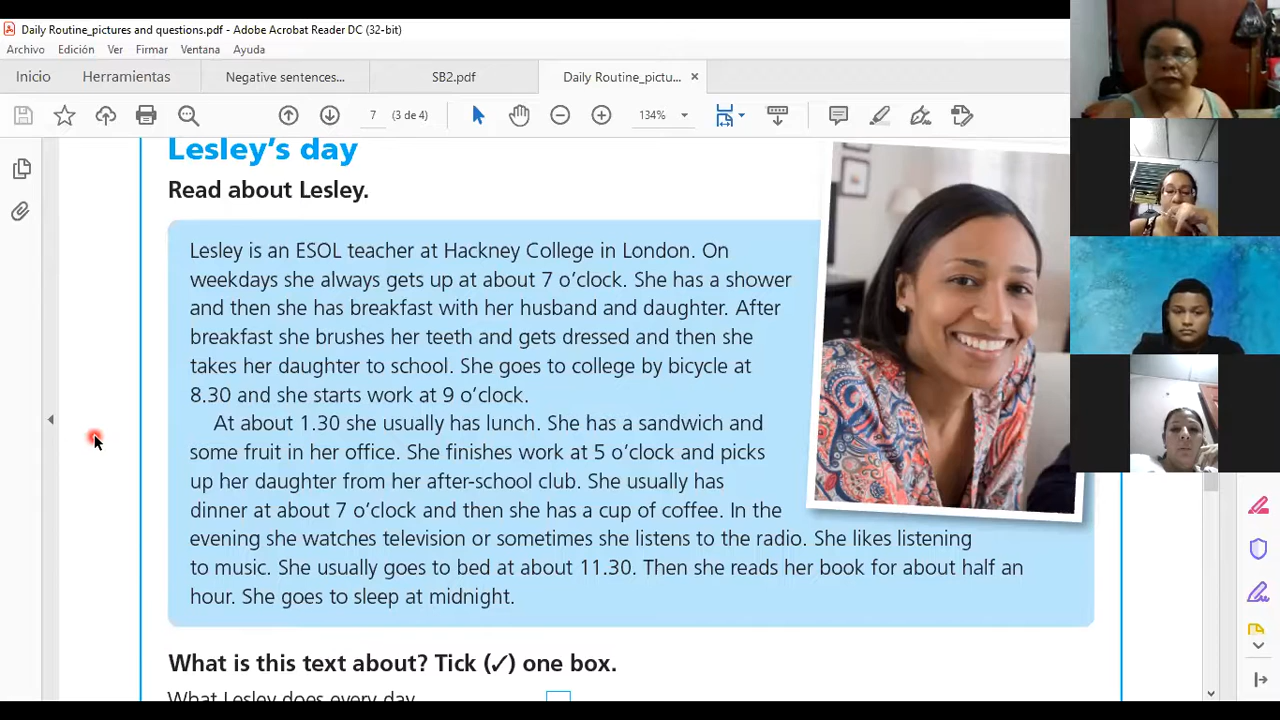 Daily Routine_pictures and questions.pdf - Adobe Acrobat Reader DC (32-bit)
Archivo Edición Ver Firmar Ventana Ayuda
Inicio Herramientas Negative sentences... SB2.pdf Daily Routine_pictu... ×
7 (3 de 4) 134%
Lesley's day
Read about Lesley.
Lesley is an ESOL teacher at Hackney College in London. On
weekdays she always gets up at about 7 o'clock. She has a shower
and then she has breakfast with her husband and daughter. After
breakfast she brushes her teeth and gets dressed and then she
takes her daughter to school. She goes to college by bicycle at
8.30 and she starts work at 9 o'clock.
At about 1.30 she usually has lunch. She has a sandwich and
some fruit in her office. She finishes work at 5 o'clock and picks
up her daughter from her after-school club. She usually has
dinner at about 7 o'clock and then she has a cup of coffee. In the
evening she watches television or sometimes she listens to the radio. She likes listening
to music. She usually goes to bed at about 11.30. Then she reads her book for about half an
hour. She goes to sleep at midnight.
What is this text about? Tick (✓) one box.
What Lesley does every day